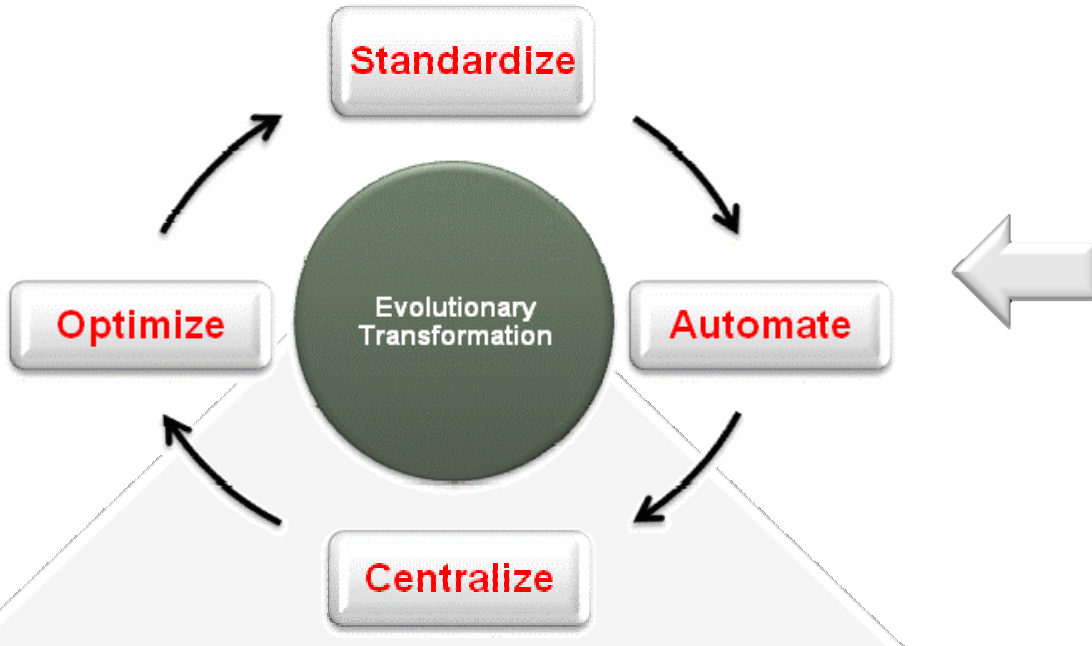 Standardize
Evolutionary
Transformation
Optimize
Automate
Centralize